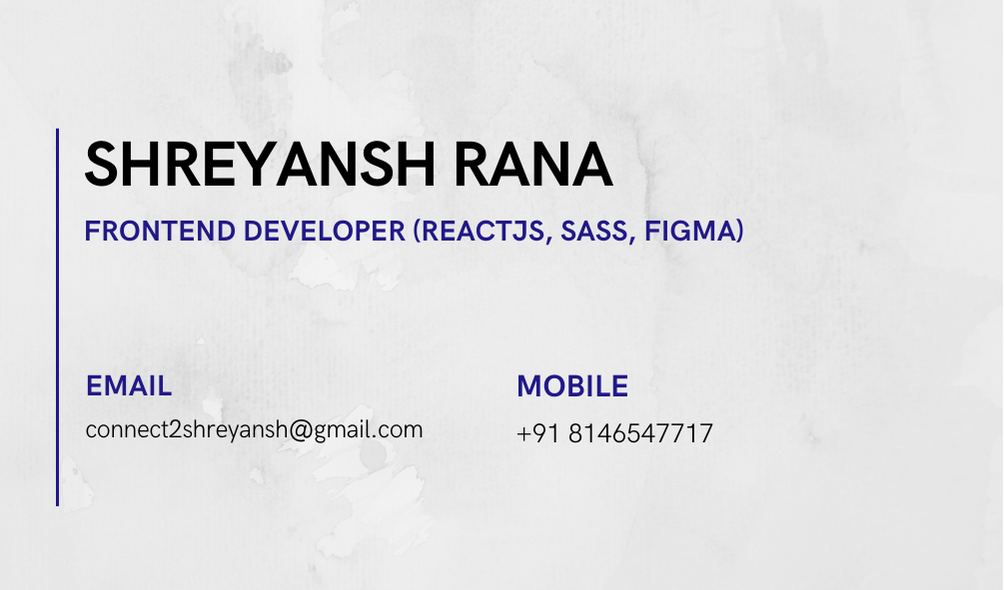 SHREYANSH RANA
FRONTEND DEVELOPER (REACTJS, SASS, FIGMA)
EMAIL
connect2shreyansh@gmail.com
MOBILE
+91 8146547717